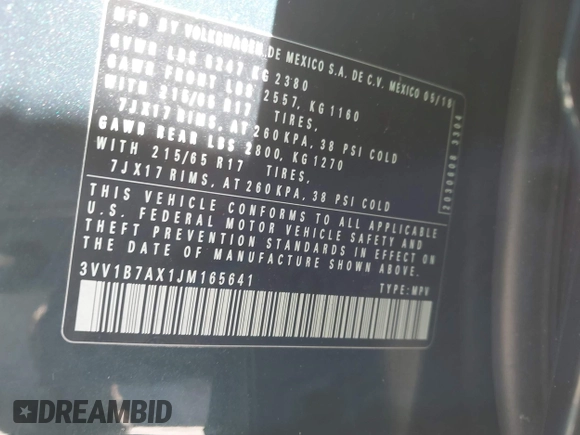 MFD BY VOLKSWAGEN DE MEXICO S.A. DE C.V. MEXICO 05/18
GVWR LBS 5247 KG 2380
GAWR FRONT LBS 2557, KG 1160
WITH 215/65 R17 TIRES,
7JX17 RIMS, AT 260 KPA, 38 PSI COLD
GAWR REAR LBS 2800, KG 1270
WITH 215/65 R17 TIRES,
7JX17 RIMS, AT 260 KPA, 38 PSI COLD
THIS VEHICLE CONFORMS TO ALL APPLICABLE
U.S. FEDERAL MOTOR VEHICLE SAFETY AND
THEFT PREVENTION STANDARDS IN EFFECT ON
THE DATE OF MANUFACTURE SHOWN ABOVE.
3VV1B7AX1JM165641
TYPE: MPV
2030608 3304
DREAMBID